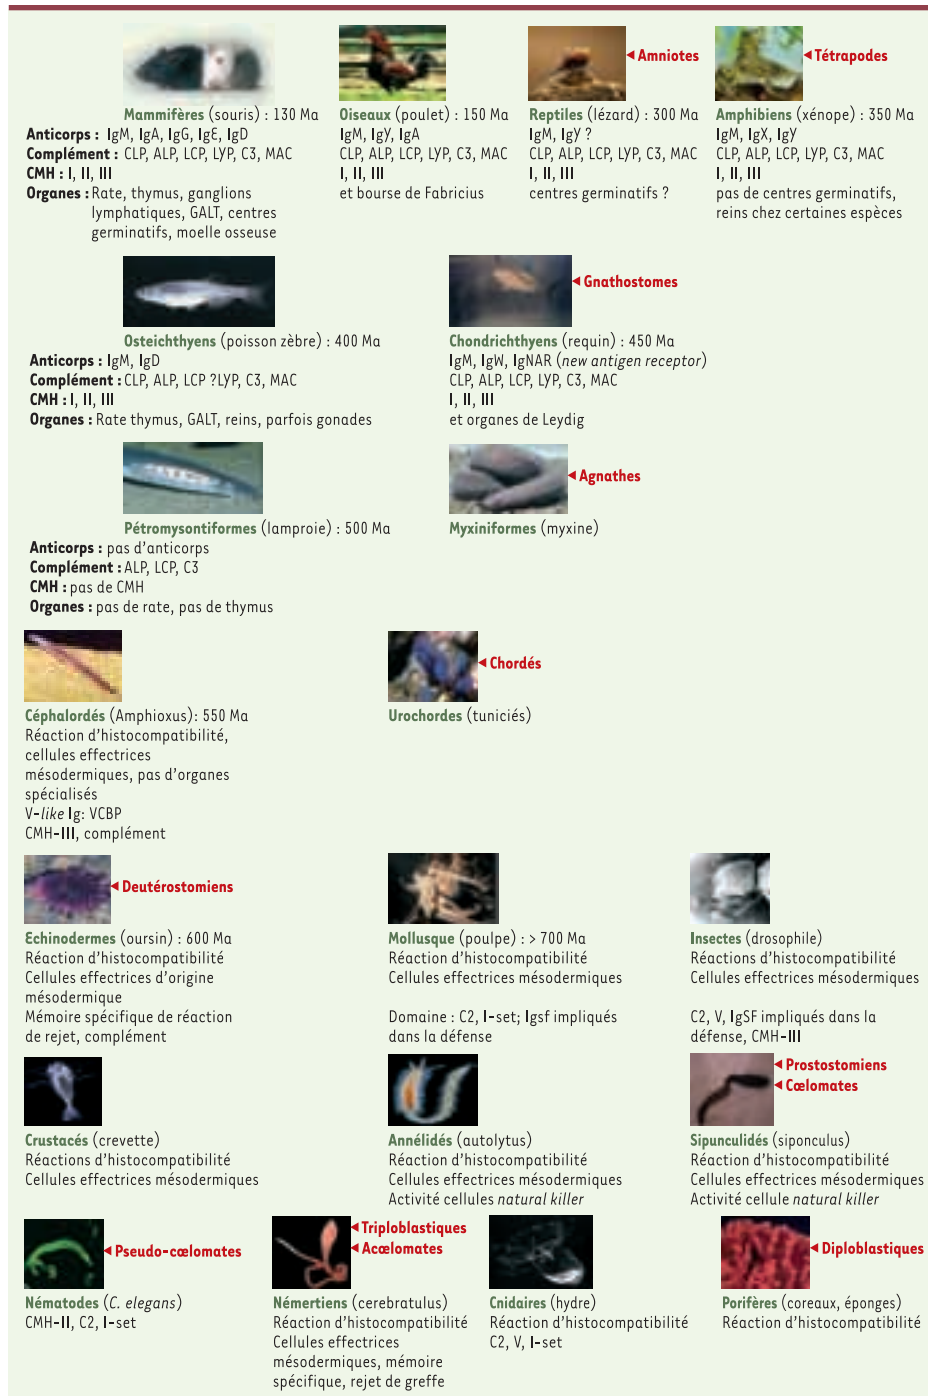 ◄ Amniotes
◄ Tétrapodes
Mammifères (souris) : 130 Ma
Anticorps : IgM, IgA, IgG, IgE, IgD
Complément : CLP, ALP, LCP, LYP, C3, MAC
CMH : I, II, III
Organes : Rate, thymus, ganglions
lymphatiques, GALT, centres
germinatifs, moelle osseuse
Oiseaux (poulet) : 150 Ma
IgM, IgY, IgA
CLP, ALP, LCP, LYP, C3, MAC
I, II, III
et bourse de Fabricius
Reptiles (lézard) : 300 Ma
IgM, IgY ?
CLP, ALP, LCP, LYP, C3, MAC
I, II, III
centres germinatifs ?
Amphibiens (xénope) : 350 Ma
IgM, IgX, IgY
CLP, ALP, LCP, LYP, C3, MAC
I, II, III
pas de centres germinatifs,
reins chez certaines espèces
◄ Gnathostomes
Osteichthyens (poisson zèbre) : 400 Ma
Anticorps : IgM, IgD
Complément : CLP, ALP, LCP ?LYP, C3, MAC
CMH : I, II, III
Organes : Rate thymus, GALT, reins, parfois gonades
Chondrichthyens (requin) : 450 Ma
IgM, IgW, IgNAR (new antigen receptor)
CLP, ALP, LCP, LYP, C3, MAC
I, II, III
et organes de Leydig
◄ Agnathes
Pétromysontiformes (lamproie) : 500 Ma
Anticorps : pas d'anticorps
Complément : ALP, LCP, C3
CMH : pas de CMH
Organes : pas de rate, pas de thymus
Myxiniformes (myxine)
◄ Chordés
Céphalordés (Amphioxus): 550 Ma
Réaction d'histocompatibilité,
cellules effectrices
mésodermiques, pas d'organes
spécialisés
V-like Ig: VCBP
CMH-III, complément
Urochordes (tuniciés)
◄ Deutérostomiens
Echinodermes (oursin) : 600 Ma
Réaction d'histocompatibilité
Cellules effectrices d'origine
mésodermique
Mémoire spécifique de réaction
de rejet, complément
Mollusque (poulpe) : > 700 Ma
Réaction d'histocompatibilité
Cellules effectrices mésodermiques
Domaine : C2, I-set; Igsf impliqués
dans la défense
Insectes (drosophile)
Réactions d'histocompatibilité
Cellules effectrices mésodermiques
C2, V, IgSF impliqués dans la
défense, CMH-III
◄ Prostostomiens
◄ Cœlomates
Crustacés (crevette)
Réactions d'histocompatibilité
Cellules effectrices mésodermiques
Annélidés (autolytus)
Réaction d'histocompatibilité
Cellules effectrices mésodermiques
Activité cellules natural killer
Sipunculidés (siponculus)
Réaction d'histocompatibilité
Cellules effectrices mésodermiques
Activité cellule natural killer
◄ Pseudo-cœlomates
◄ Triploblastiques
◄ Acœlomates
◄ Diploblastiques
Nématodes (C. elegans)
CMH-II, C2, I-set
Némertiens (cerebratulus)
Réaction d'histocompatibilité
Cellules effectrices
mésodermiques, mémoire
spécifique, rejet de greffe
Cnidaires (hydre)
Réaction d'histocompatibilité
C2, V, I-set
Porifères (coreaux, éponges)
Réaction d'histocompatibilité